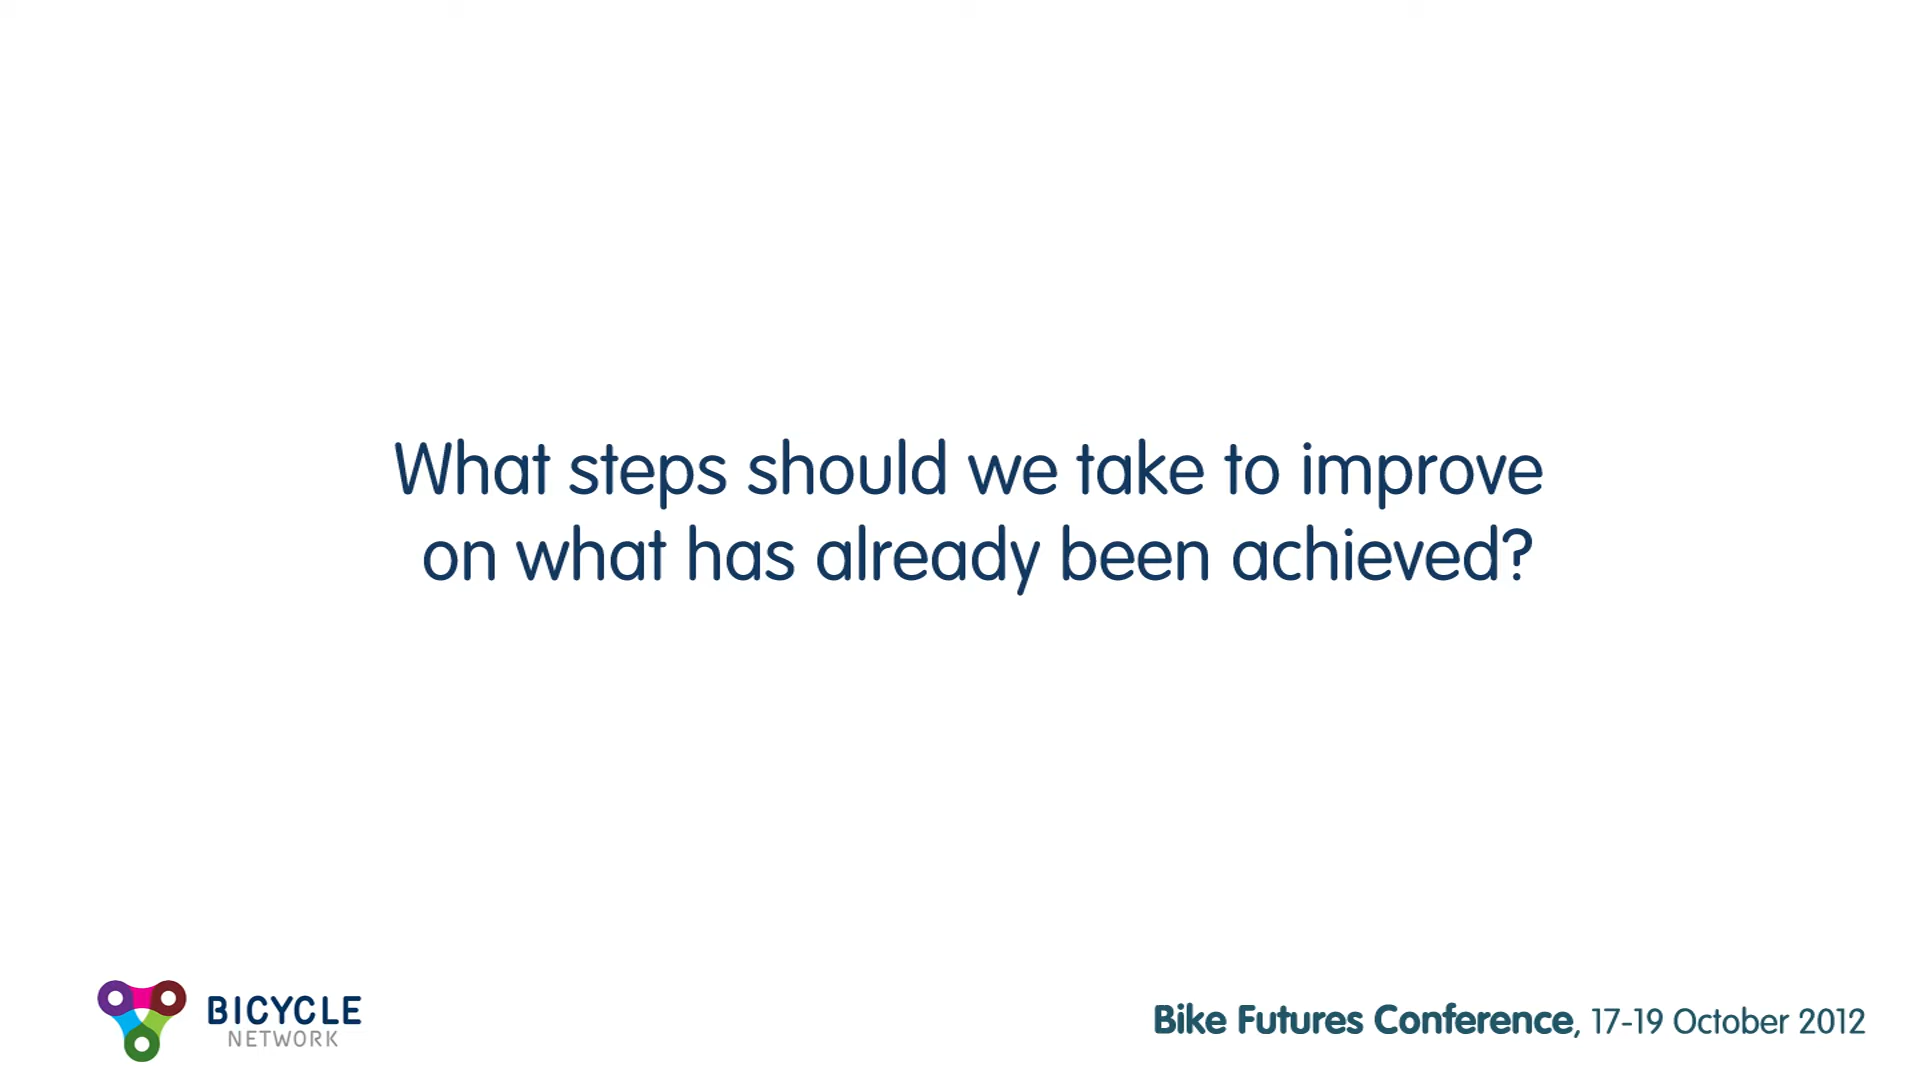 What steps should we take to improve
on what has already been achieved?
BICYCLE
NETWORK
Bike Futures Conference, 17-19 October 2012